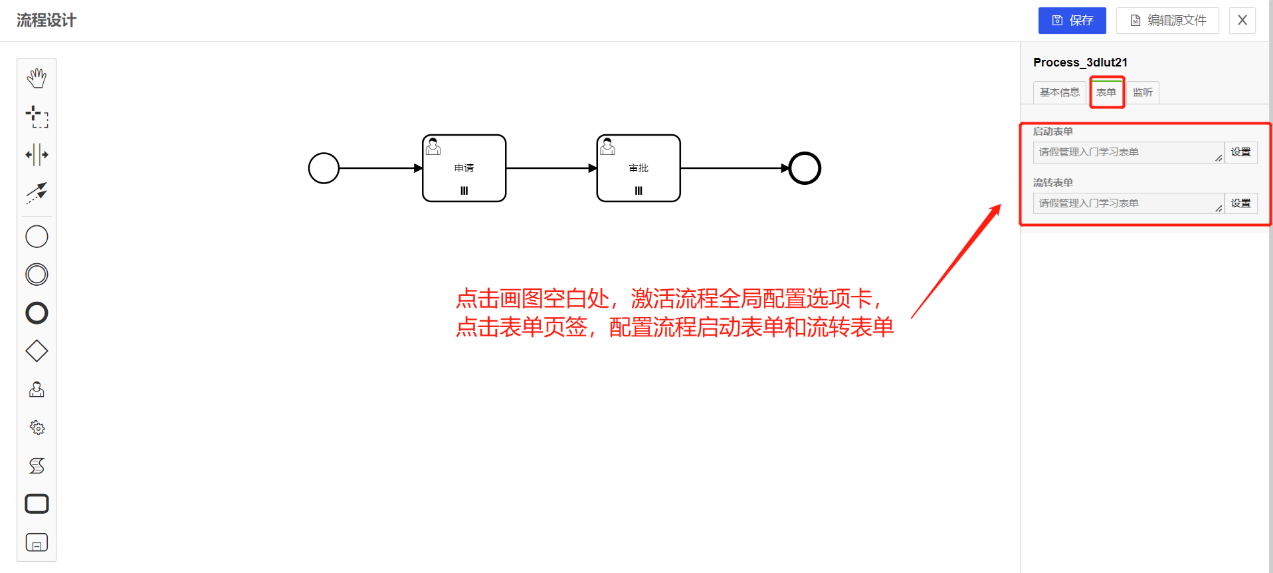 流程设计
保存
编辑源文件
X
Process_3dlut21
基本信息
表单
监听
启动表单
请假管理入门学习表单
设置
流转表单
请假管理入门学习表单
设置
申请
审批
点击画图空白处，激活流程全局配置选项卡，
点击表单页签，配置流程启动表单和流转表单